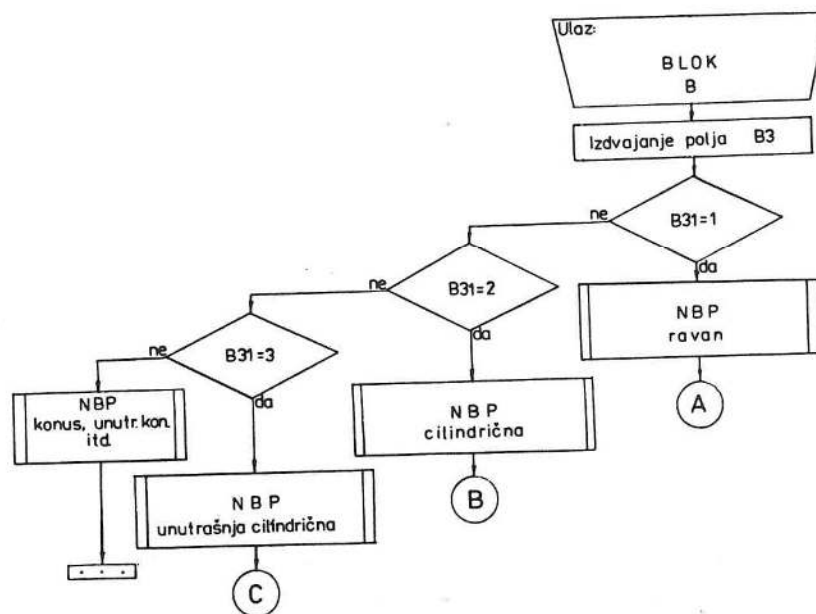 Ulaz:
BLOK
B
Izdvajanje polja B3
B31=1
ne
da
NBP
ravan
A
B31=2
ne
da
NBP
cilindrična
B
B31=3
ne
da
NBP
unutrašnja cilindrična
C
NBP
konus, unutr. kon.
itd.